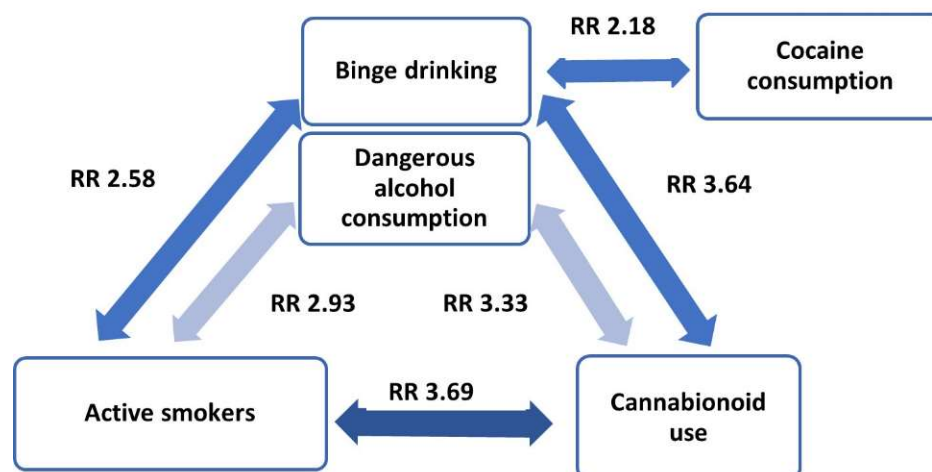 RR 2.18
Binge drinking
Cocaine
consumption
Dangerous
alcohol
consumption
RR 2.58
RR 3.64
RR 2.93
RR 3.33
RR 3.69
Active smokers
Cannabionoid
use